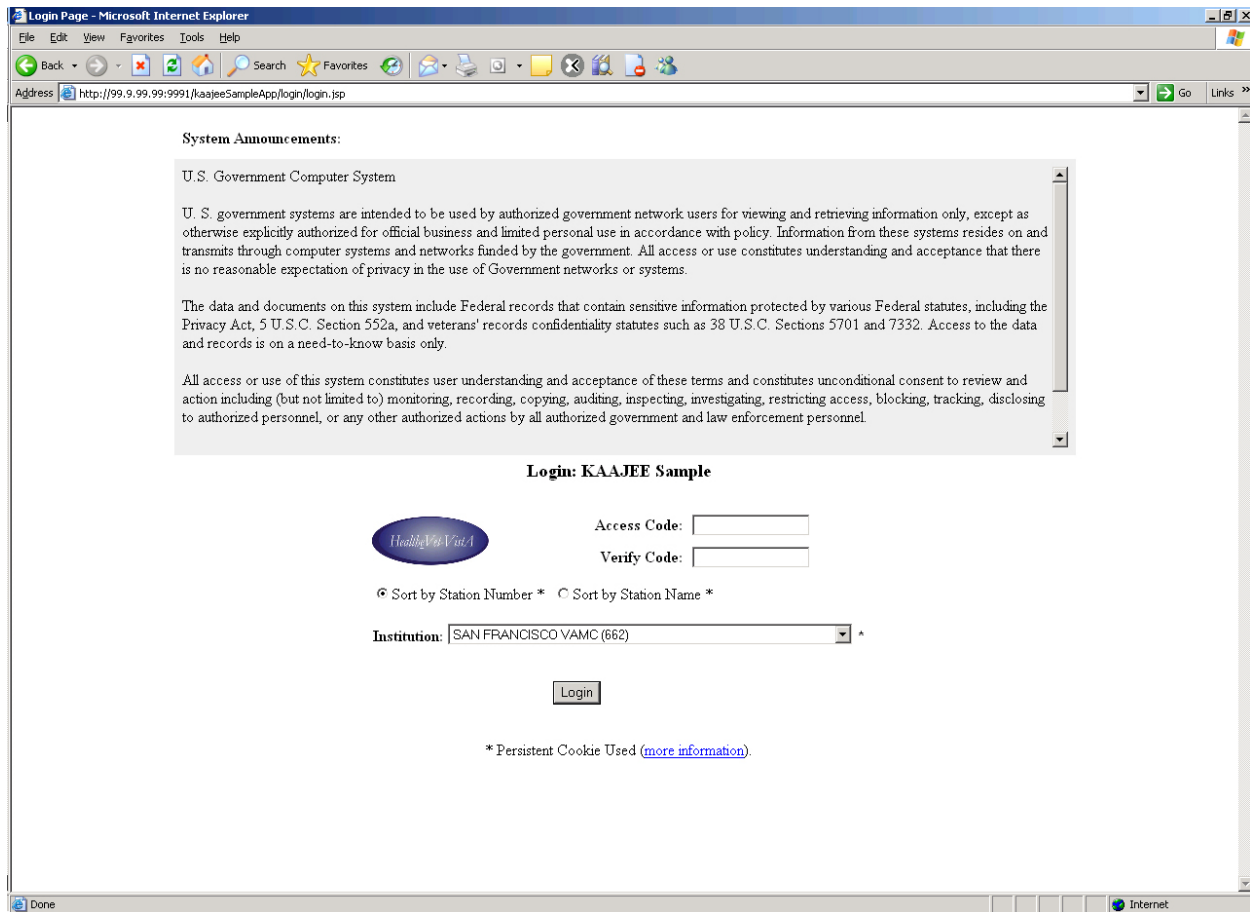 Login Page - Microsoft Internet Explorer
File Edit View Favorites Tools Help
Back Search Favorites
Address http://99.9.99.99:9991/kaajeeSampleApp/login/login.jsp Go Links »
System Announcements:
U.S. Government Computer System
U. S. government systems are intended to be used by authorized government network users for viewing and retrieving information only, except as
otherwise explicitly authorized for official business and limited personal use in accordance with policy. Information from these systems resides on and
transmits through computer systems and networks funded by the government. All access or use constitutes understanding and acceptance that there
is no reasonable expectation of privacy in the use of Government networks or systems.
The data and documents on this system include Federal records that contain sensitive information protected by various Federal statutes, including the
Privacy Act, 5 U.S.C. Section 552a, and veterans' records confidentiality statutes such as 38 U.S.C. Sections 5701 and 7332. Access to the data
and records is on a need-to-know basis only.
All access or use of this system constitutes user understanding and acceptance of these terms and constitutes unconditional consent to review and
action including (but not limited to) monitoring, recording, copying, auditing, inspecting, investigating, restricting access, blocking, tracking, disclosing
to authorized personnel, or any other authorized actions by all authorized government and law enforcement personnel.
Login: KAAJEE Sample
HealtheVet-VistA
Access Code:
Verify Code:
Sort by Station Number * Sort by Station Name *
Institution: SAN FRANCISCO VAMC (662) *
Login
* Persistent Cookie Used (more information).
Done Internet